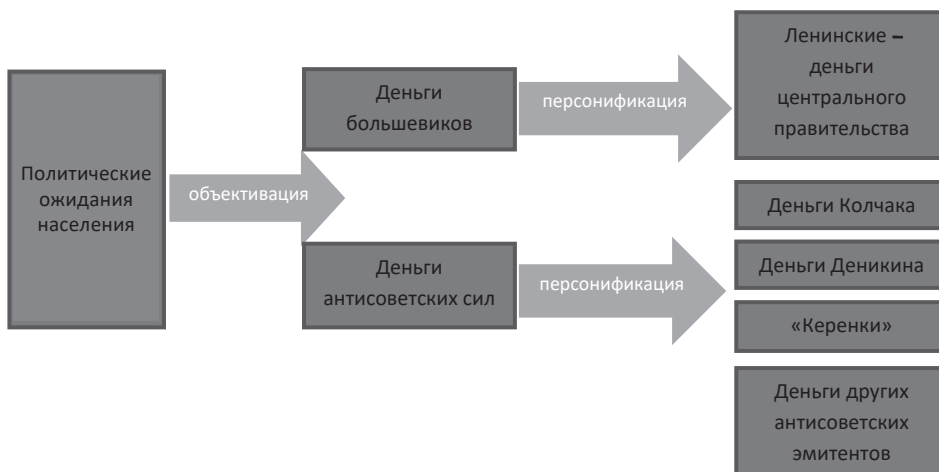 Политические
ожидания
населения
объективация
Деньги
большевиков
персонификация
Ленинские –
деньги
центрального
правительства
Деньги
антисоветских сил
персонификация
Деньги Колчака
Деньги Деникина
«Керенки»
Деньги других
антисоветских
эмитентов